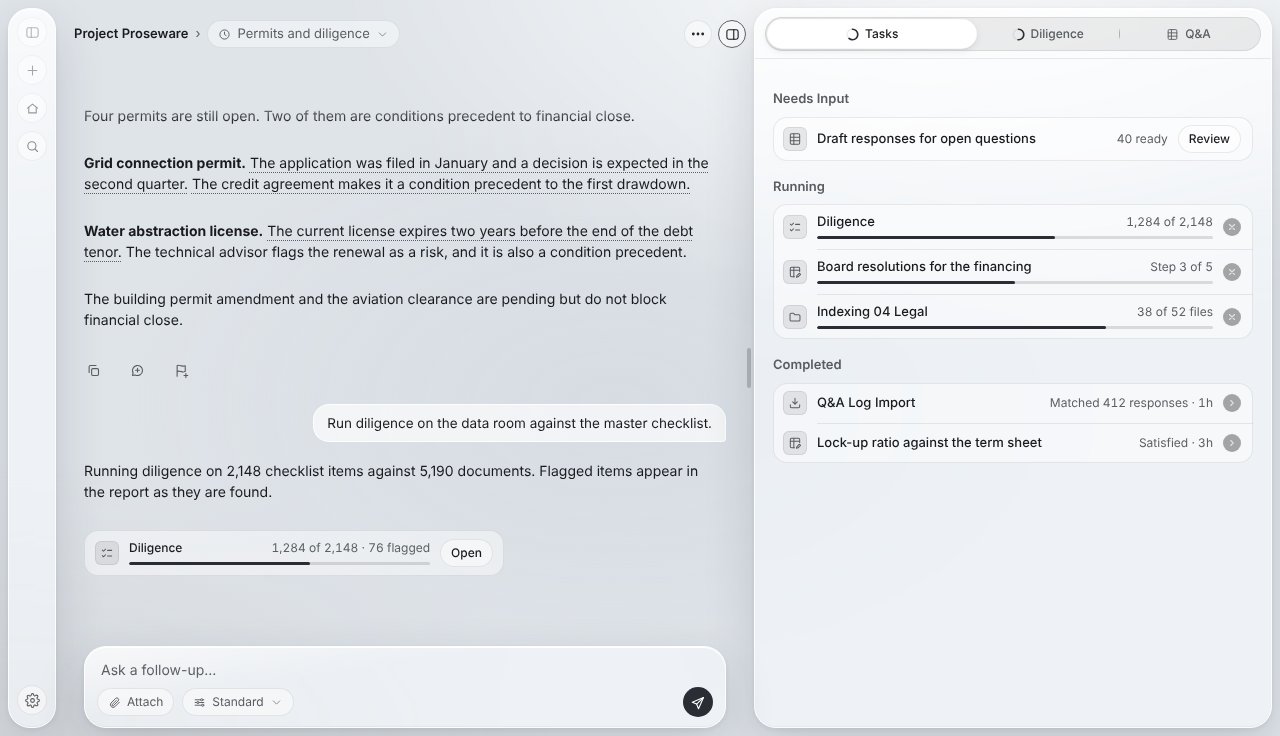 Project Proseware › Permits and diligence
Four permits are still open. Two of them are conditions precedent to financial close.
Grid connection permit. The application was filed in January and a decision is expected in the
second quarter. The credit agreement makes it a condition precedent to the first drawdown.
Water abstraction license. The current license expires two years before the end of the debt
tenor. The technical advisor flags the renewal as a risk, and it is also a condition precedent.
The building permit amendment and the aviation clearance are pending but do not block
financial close.
Run diligence on the data room against the master checklist.
Running diligence on 2,148 checklist items against 5,190 documents. Flagged items appear in
the report as they are found.
Diligence 1,284 of 2,148 · 76 flagged Open
Ask a follow-up...
Attach Standard
Tasks Diligence Q&A
Needs Input
Draft responses for open questions 40 ready Review
Running
Diligence 1,284 of 2,148
Board resolutions for the financing Step 3 of 5
Indexing 04 Legal 38 of 52 files
Completed
Q&A Log Import Matched 412 responses · 1h
Lock-up ratio against the term sheet Satisfied · 3h